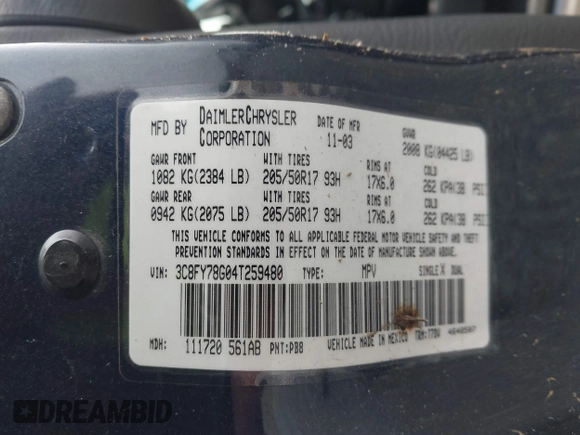 MFD BY DAIMLERCHRYSLER CORPORATION
DATE OF MFR 11-03
GVWR 2008 KG(04425 LB)
GAWR FRONT WITH TIRES RIMS AT COLD
1082 KG(2384 LB) 205/50R17 93H 17X6.0 262 KPA(38 PSI)
GAWR REAR WITH TIRES RIMS AT COLD
0942 KG(2075 LB) 205/50R17 93H 17X6.0 262 KPA(38 PSI)
THIS VEHICLE CONFORMS TO ALL APPLICABLE FEDERAL MOTOR VEHICLE SAFETY AND THEFT
PREVENTION STANDARDS IN EFFECT ON THE DATE OF MANUFACTURE SHOWN ABOVE.
VIN: 3C8FY78G04T259480 TYPE: MPV SINGLE X DUAL
MDH: 111720 561AB PNT:PB8 VEHICLE MADE IN MEXICO
DREAMBID